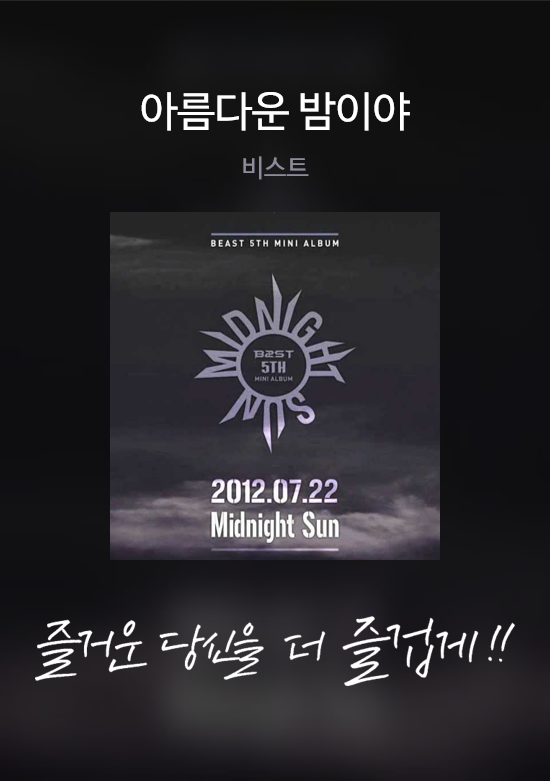 아름다운 밤이야
비스트
BEAST 5TH MINI ALBUM
MIDNIGHT
B2ST
5TH
MINI ALBUM
SUN
2012.07.22
Midnight Sun
즐거운 당신을 더 즐겁게!!